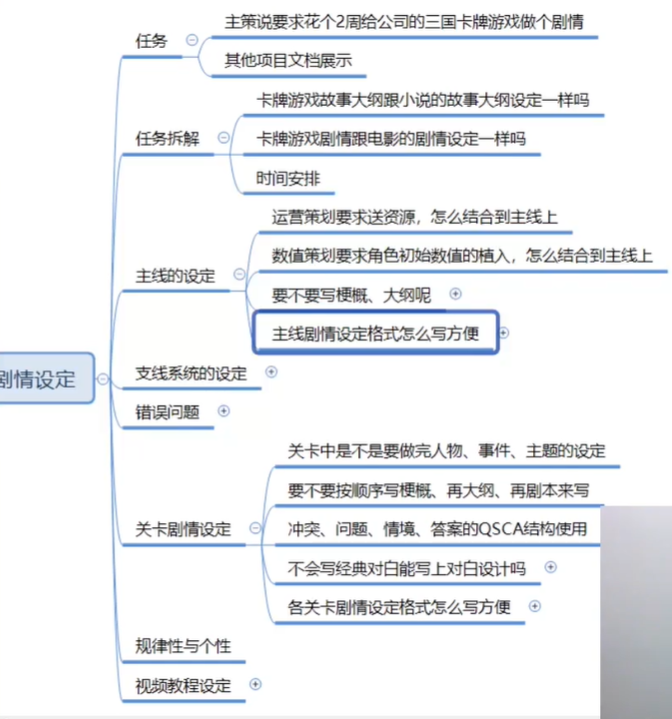 剧情设定
任务
主策说要求花个2周给公司的三国卡牌游戏做个剧情
其他项目文档展示
任务拆解
卡牌游戏故事大纲跟小说的故事大纲设定一样吗
卡牌游戏剧情跟电影的剧情设定一样吗
时间安排
主线的设定
运营策划要求送资源，怎么结合到主线上
数值策划要求角色初始数值的植入，怎么结合到主线上
要不要写梗概、大纲呢
主线剧情设定格式怎么写方便
支线系统的设定
错误问题
关卡剧情设定
关卡中是不是要做完人物、事件、主题的设定
要不要按顺序写梗概、再大纲、再剧本来写
冲突、问题、情境、答案的QSCA结构使用
不会写经典对白能写上对白设计吗
各关卡剧情设定格式怎么写方便
规律性与个性
视频教程设定